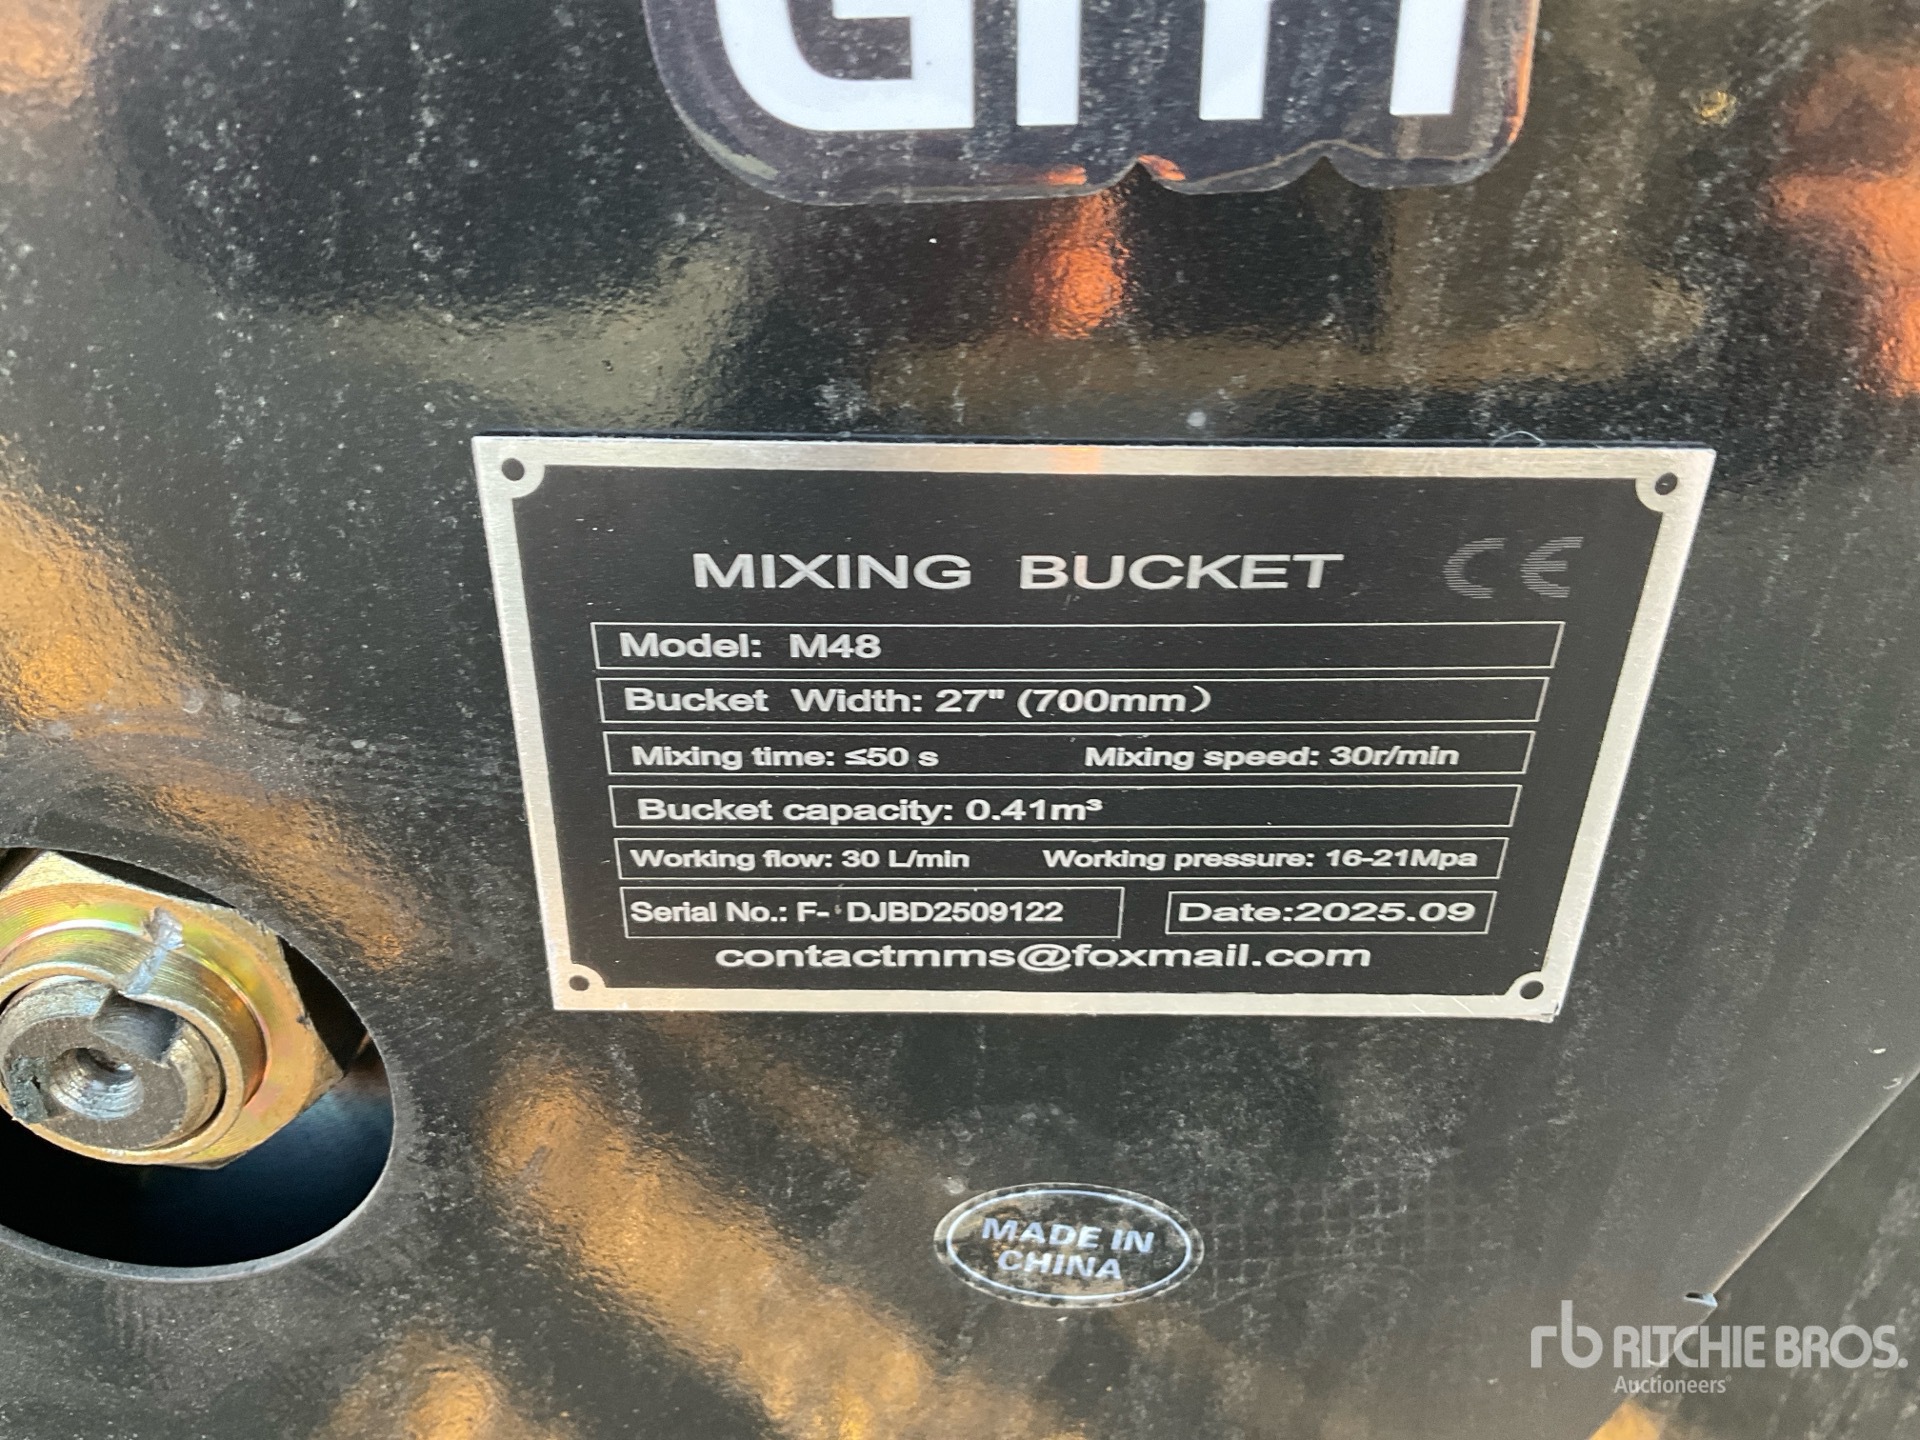 MIXING BUCKET CE
Model: M48
Bucket Width: 27" (700mm）
Mixing time: ≤50 s Mixing speed: 30r/min
Bucket capacity: 0.41m³
Working flow: 30 L/min Working pressure: 16-21Mpa
Serial No.: F- DJBD2509122 Date:2025.09
contactmms@foxmail.com
MADE IN
CHINA
rb RITCHIE BROS.
Auctioneers